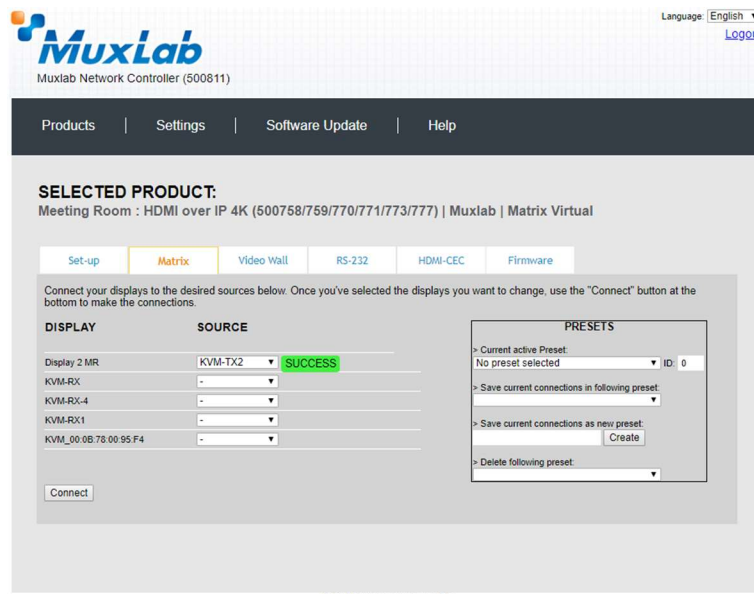 Language: English
Logou
MuxLab
Muxlab Network Controller (500811)
Products | Settings | Software Update | Help
SELECTED PRODUCT:
Meeting Room : HDMI over IP 4K (500758/759/770/771/773/777) | Muxlab | Matrix Virtual
Set-up Matrix Video Wall RS-232 HDMI-CEC Firmware
Connect your displays to the desired sources below. Once you've selected the displays you want to change, use the "Connect" button at the
bottom to make the connections.
DISPLAY SOURCE
Display 2 MR KVM-TX2 SUCCESS
KVM-RX -
KVM-RX-4 -
KVM-RX1 -
KVM_00:0B:78:00:95:F4 -
Connect
PRESETS
> Current active Preset:
No preset selected ID: 0
> Save current connections in following preset:
> Save current connections as new preset:
Create
> Delete following preset: